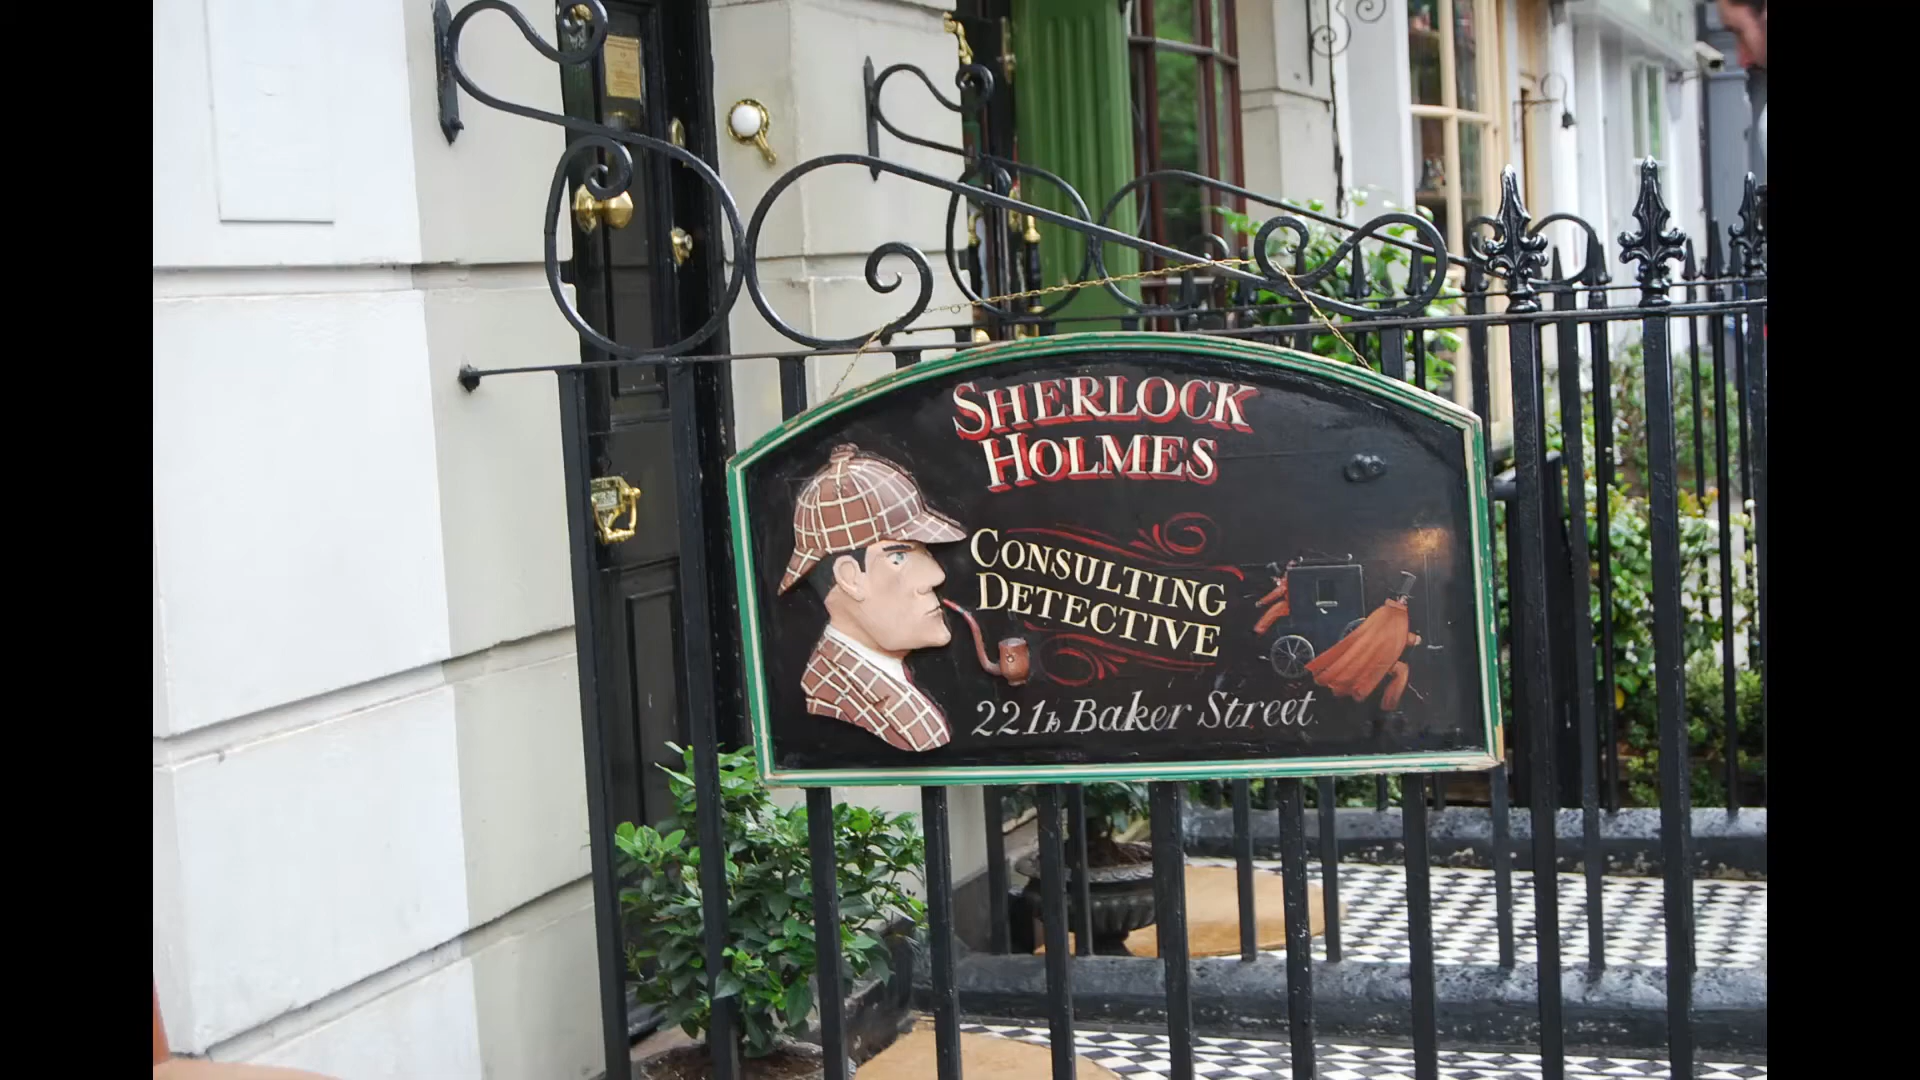 SHERLOCK
HOLMES
CONSULTING
DETECTIVE
221b Baker Street